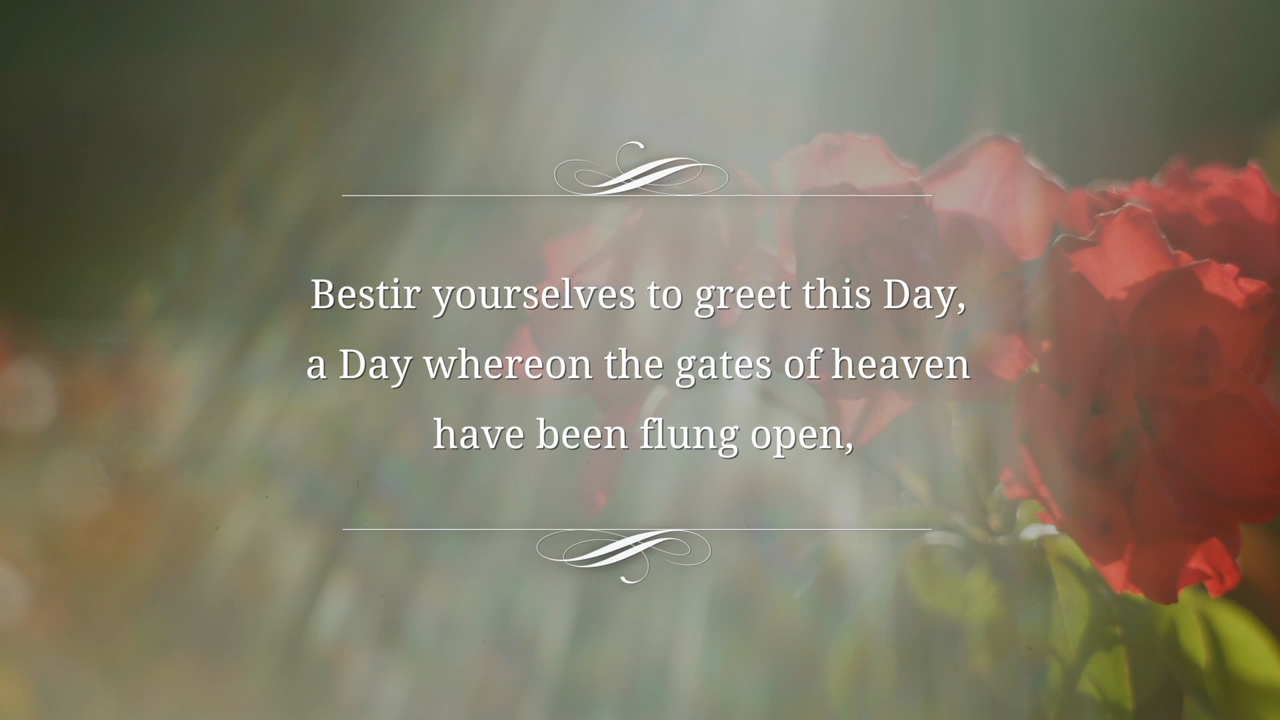 Bestir yourselves to greet this Day,
a Day whereon the gates of heaven
have been flung open,